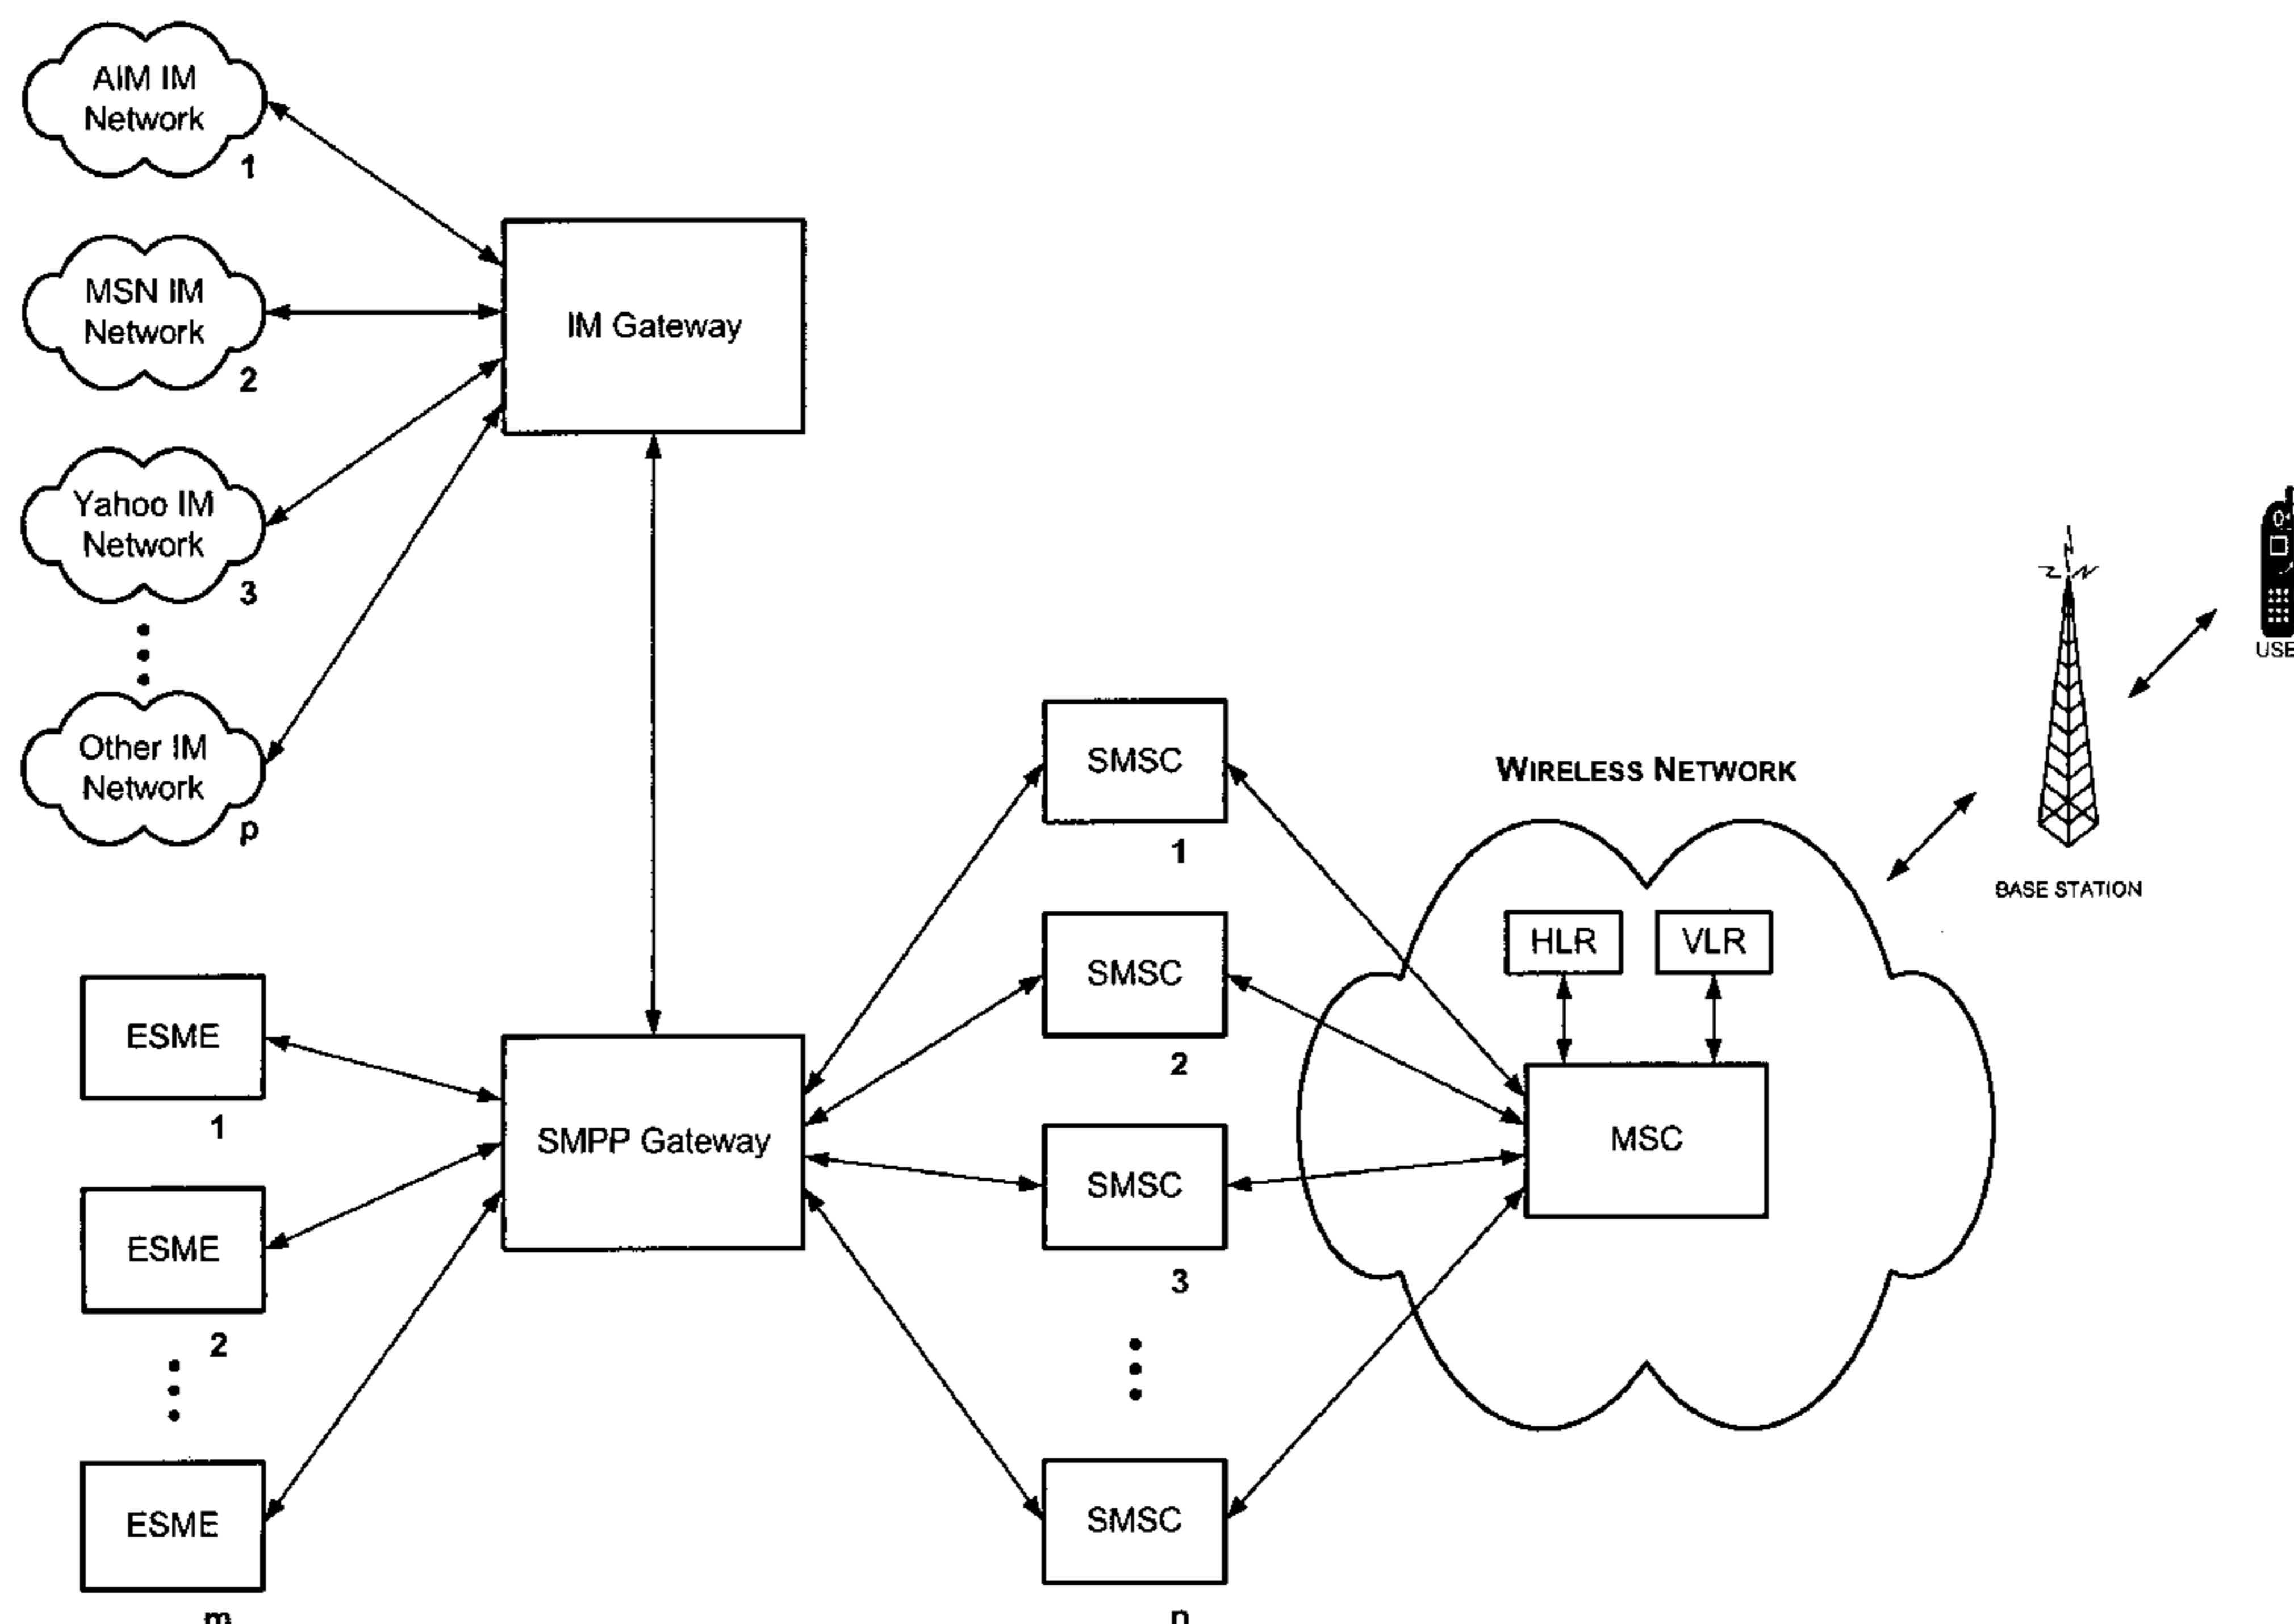 AIM IM
Network
1
MSN IM
Network
2
Yahoo IM
Network
3
Other IM
Network
p
IM Gateway
ESME
1
ESME
2
ESME
m
SMPP Gateway
SMSC
1
SMSC
2
SMSC
3
SMSC
n
WIRELESS NETWORK
HLR
VLR
MSC
BASE STATION